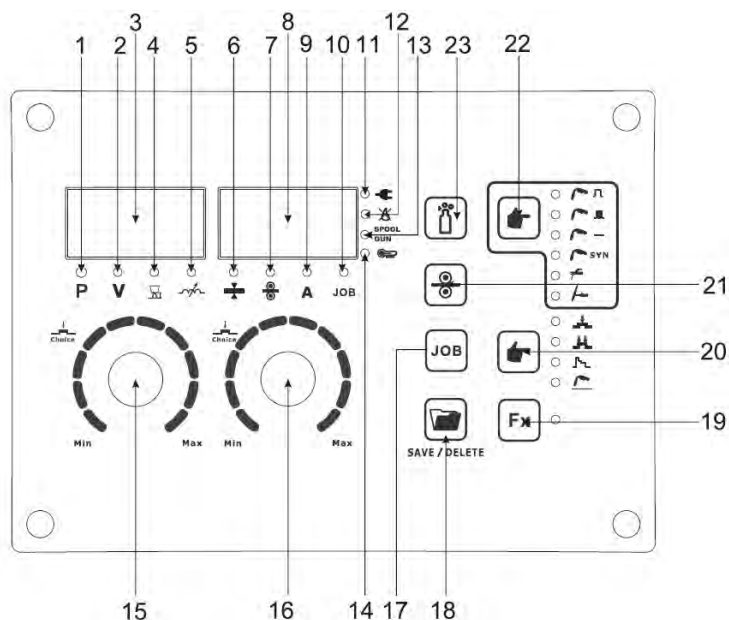 1 2 3 4 5 6 7 8 9 10 11 12 13 23 22
SPOOL
GUN
SYN
P V A JOB
Choice Choice
Min Max Min Max
JOB
SAVE / DELETE
Fx
21
20
19
15 16 14 17 18